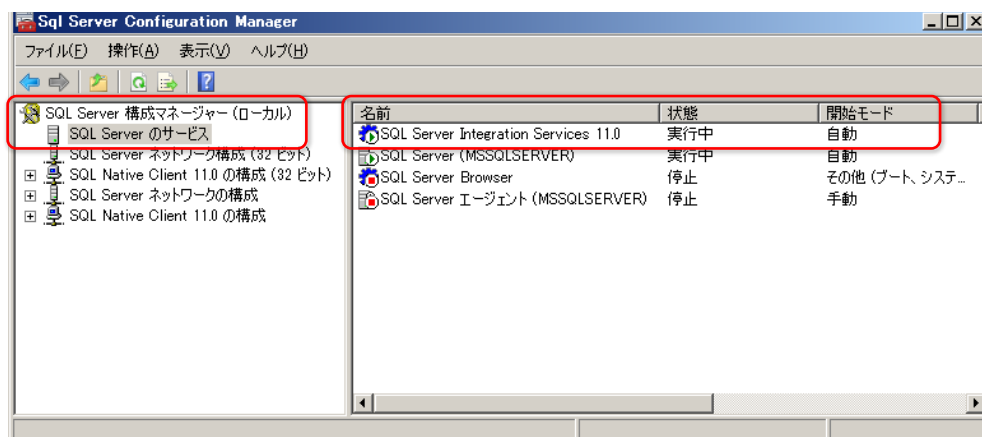 Sql Server Configuration Manager
ファイル(F) 操作(A) 表示(V) ヘルプ(H)
SQL Server 構成マネージャー (ローカル)
SQL Server のサービス
SQL Server ネットワーク構成 (32 ビット)
SQL Native Client 11.0 の構成 (32 ビット)
SQL Server ネットワークの構成
SQL Native Client 11.0 の構成
名前 状態 開始モード
SQL Server Integration Services 11.0 実行中 自動
SQL Server (MSSQLSERVER) 実行中 自動
SQL Server Browser 停止 その他 (ブート、システ...
SQL Server エージェント (MSSQLSERVER) 停止 手動